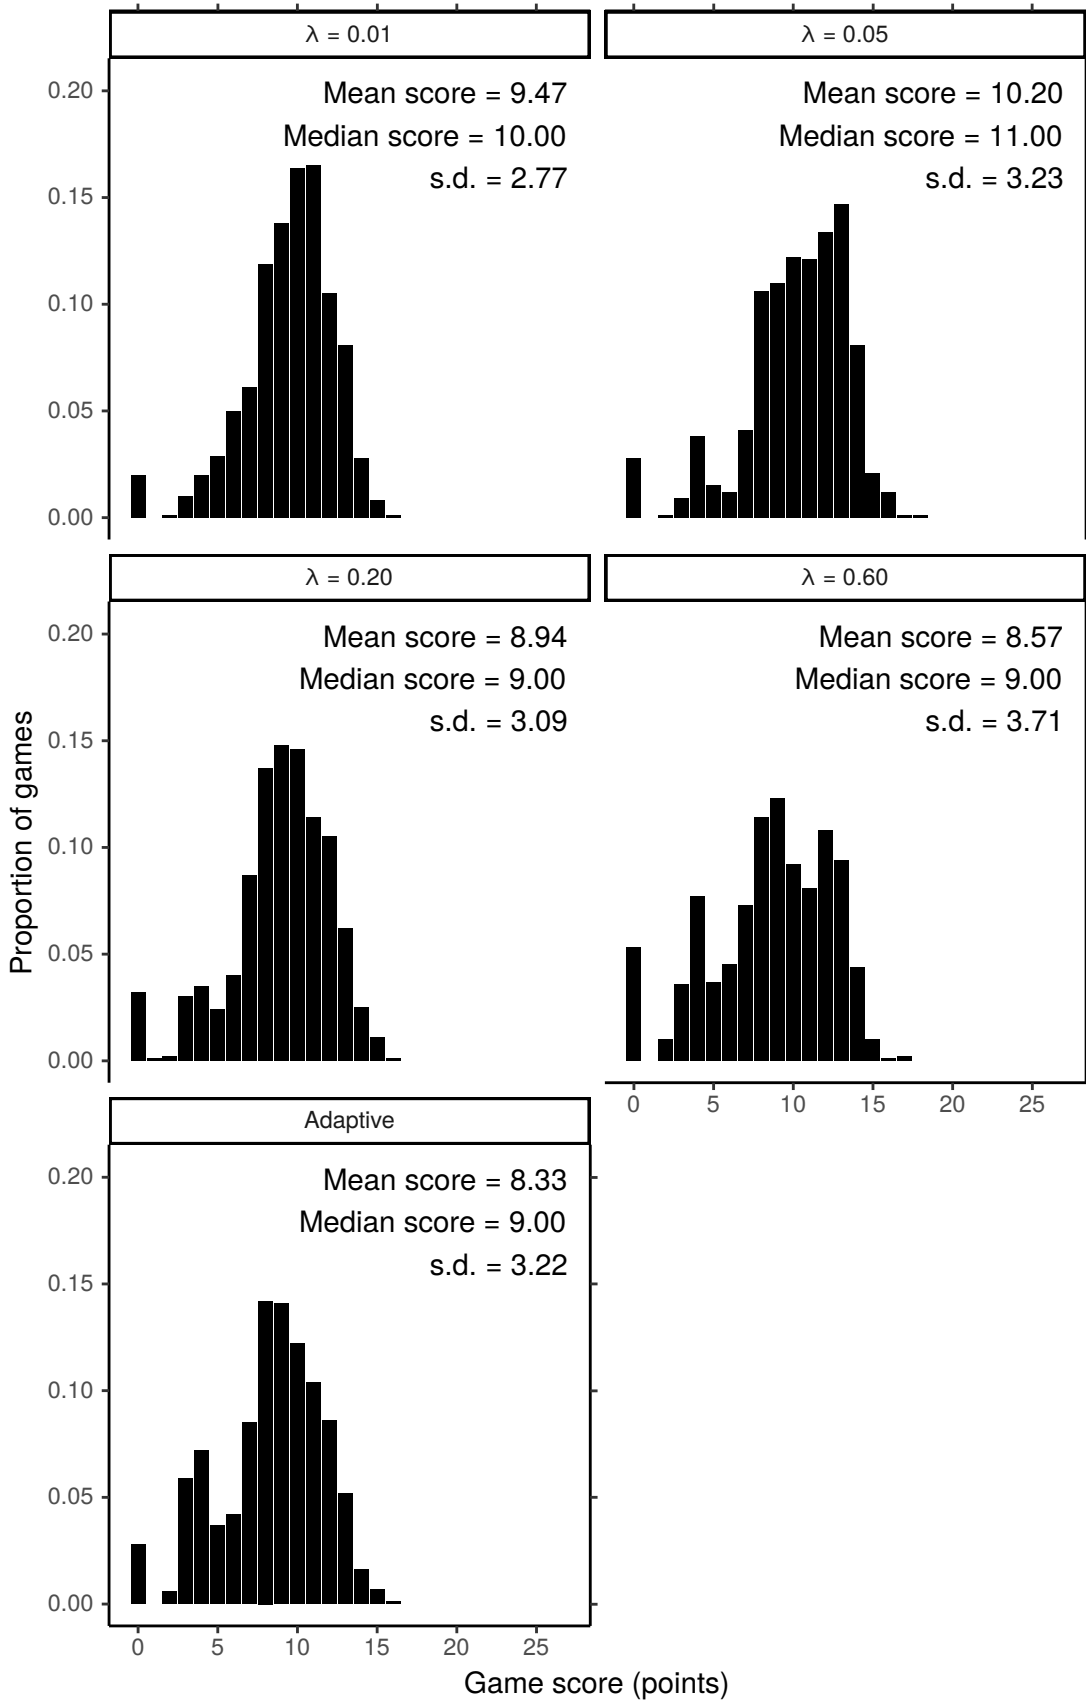 λ = 0.01
Mean score = 9.47
Median score = 10.00
s.d. = 2.77
0.20
0.15
0.10
0.05
0.00
λ = 0.05
Mean score = 10.20
Median score = 11.00
s.d. = 3.23
λ = 0.20
Mean score = 8.94
Median score = 9.00
s.d. = 3.09
0.20
0.15
0.10
0.05
0.00
λ = 0.60
Mean score = 8.57
Median score = 9.00
s.d. = 3.71
0 5 10 15 20 25
Proportion of games
Adaptive
Mean score = 8.33
Median score = 9.00
s.d. = 3.22
0.20
0.15
0.10
0.05
0.00
0 5 10 15 20 25
Game score (points)